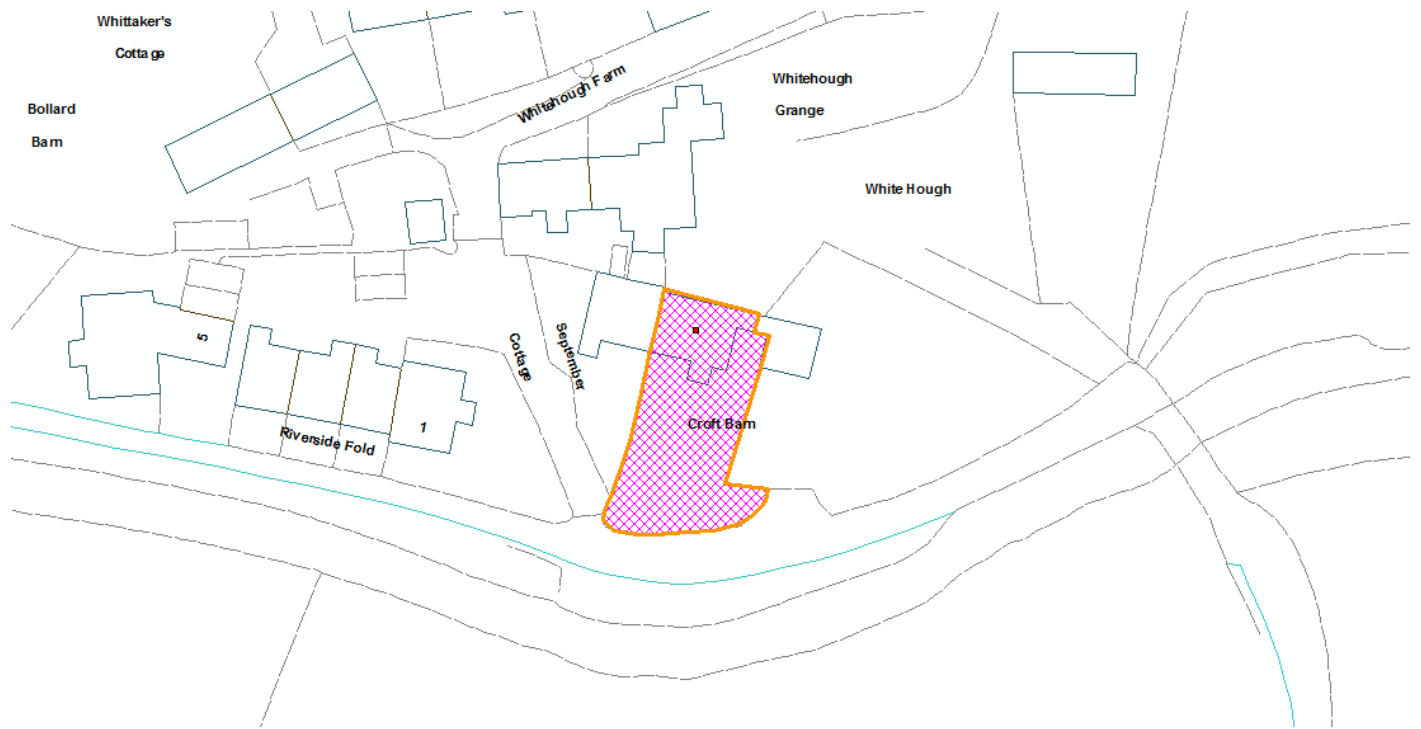 Whittaker's
Cottage
Bollard
Barn
Whitehough Farm
Whitehough
Grange
White Hough
September
Cottage
5
1
Riverside Fold
Croft Barn